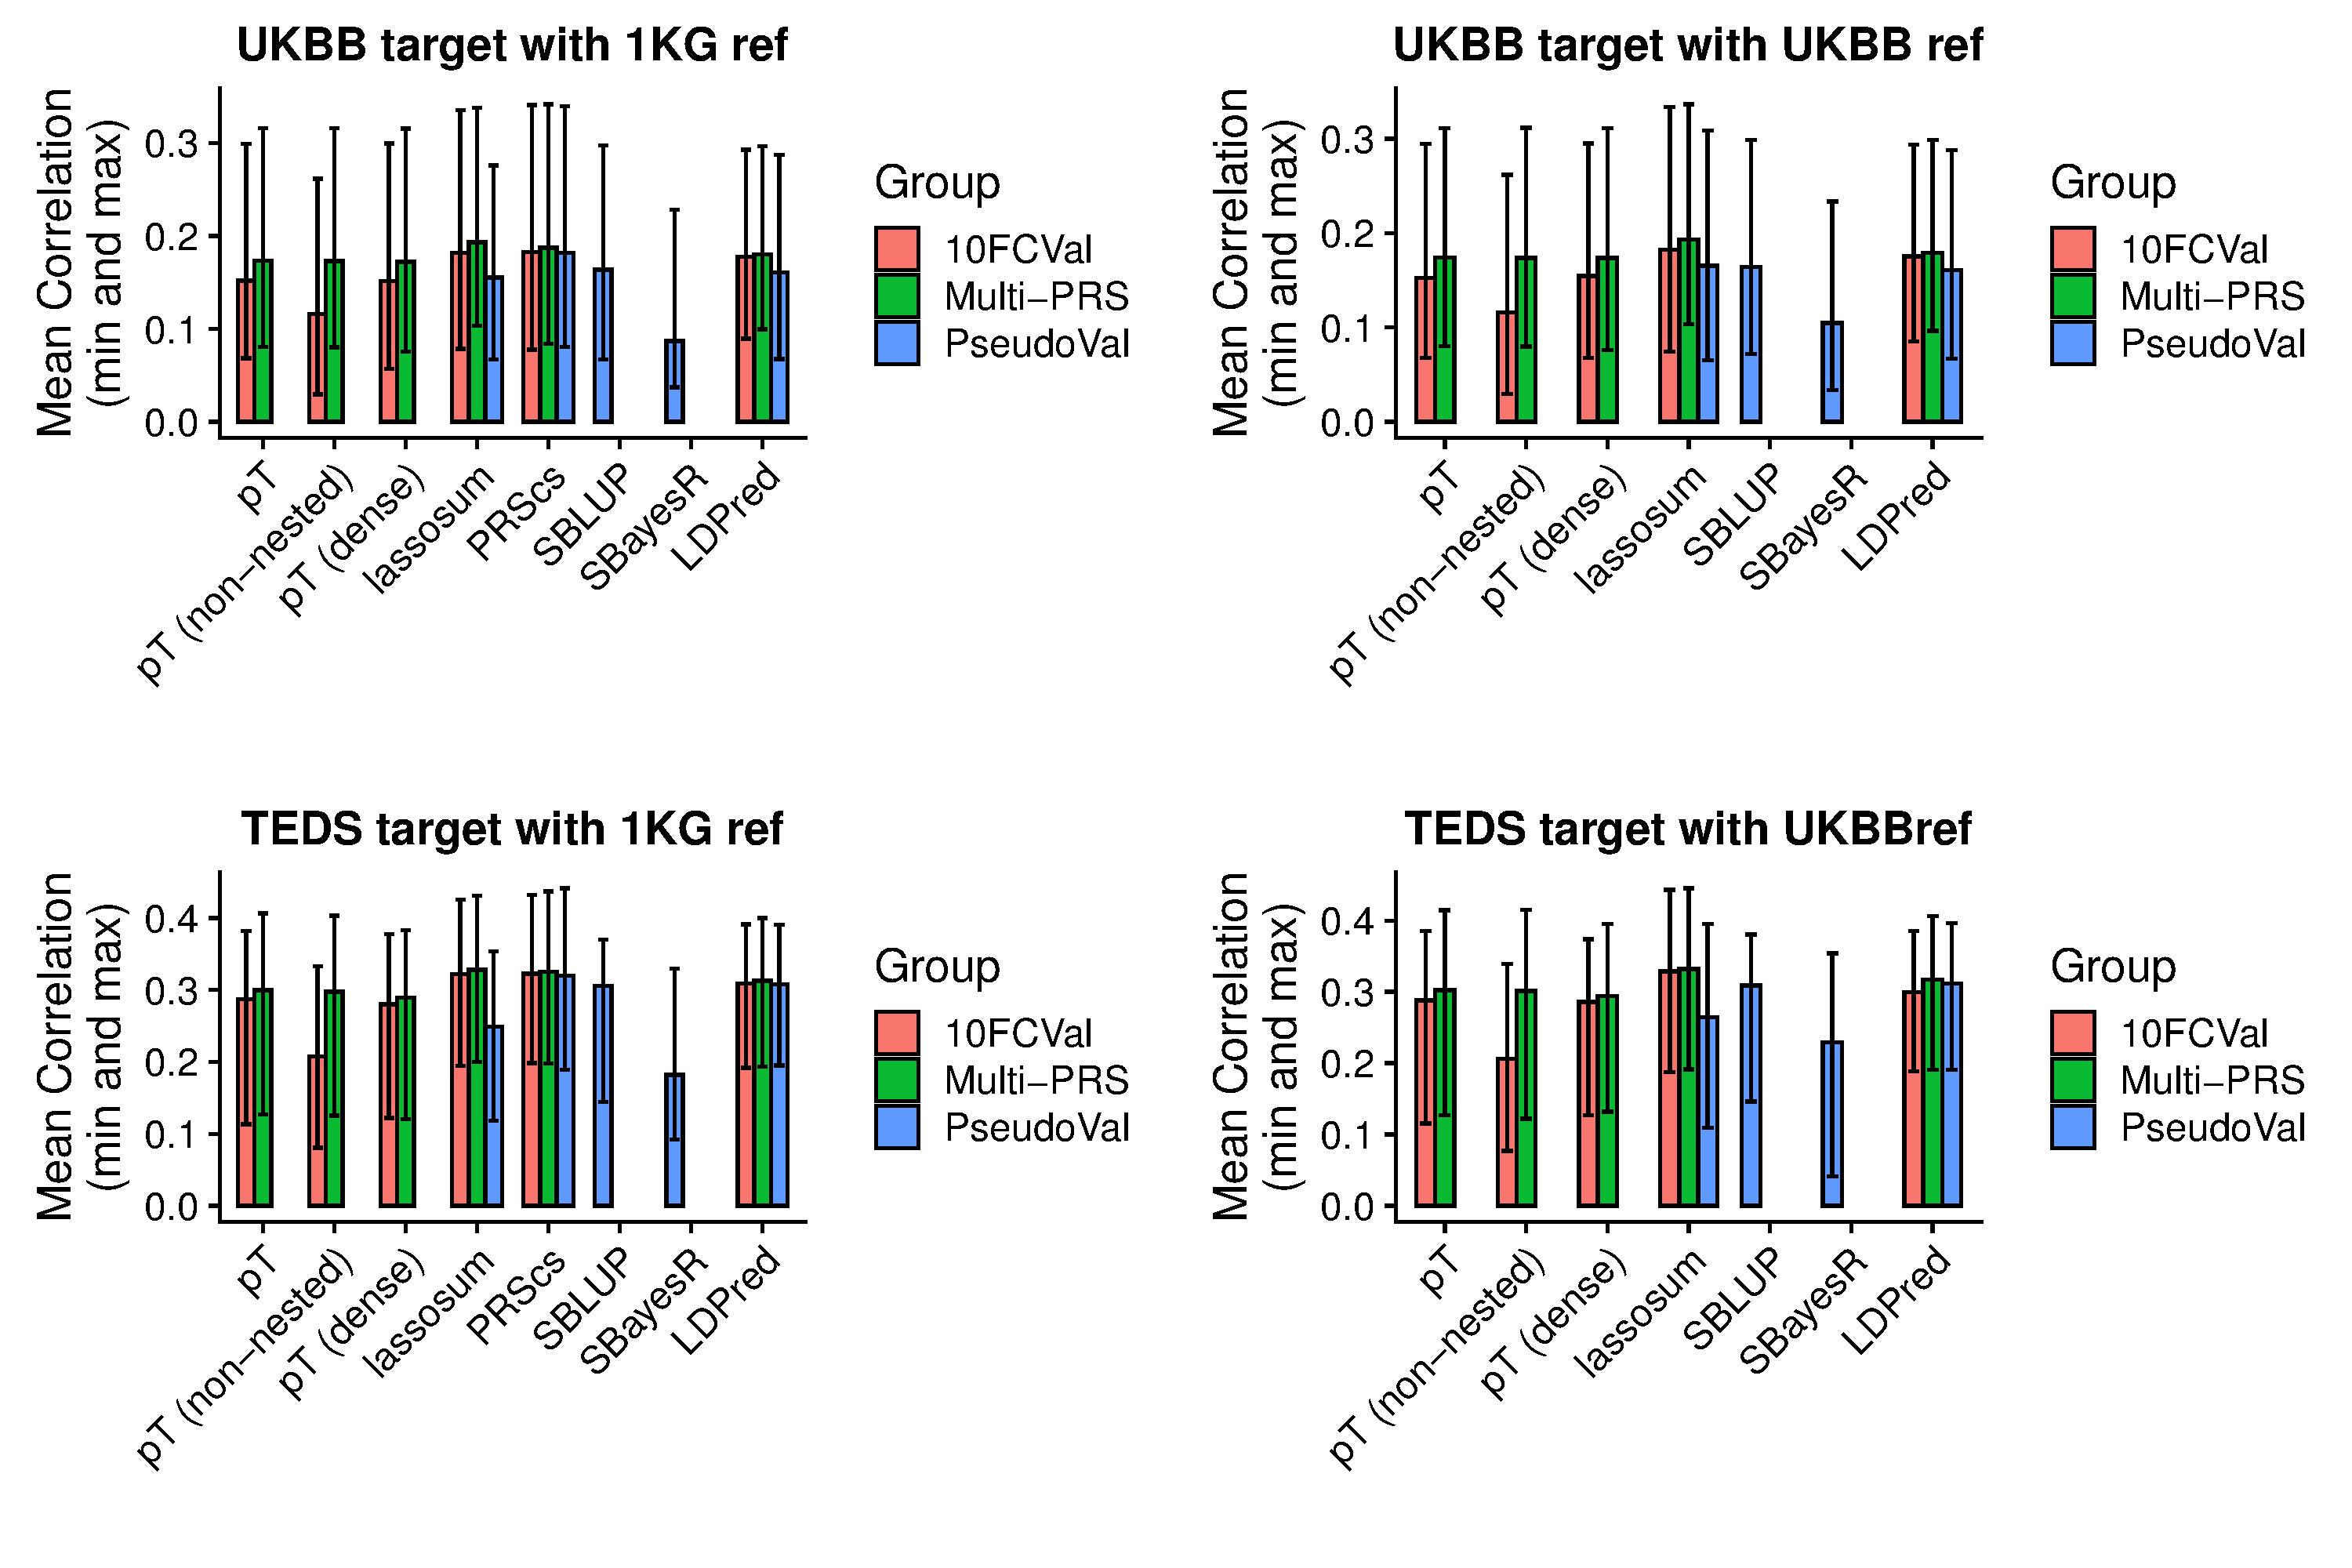 UKBB target with 1KG ref
Mean Correlation
(min and max)
0.3
0.2
0.1
0.0
pT
pT (non−nested)
pT (dense)
lassosum
PRScs
SBLUP
SBayesR
LDPred
Group
10FCVal
Multi−PRS
PseudoVal
UKBB target with UKBB ref
Mean Correlation
(min and max)
0.3
0.2
0.1
0.0
pT
pT (non−nested)
pT (dense)
lassosum
SBLUP
SBayesR
LDPred
Group
10FCVal
Multi−PRS
PseudoVal
TEDS target with 1KG ref
Mean Correlation
(min and max)
0.4
0.3
0.2
0.1
0.0
pT
pT (non−nested)
pT (dense)
lassosum
PRScs
SBLUP
SBayesR
LDPred
Group
10FCVal
Multi−PRS
PseudoVal
TEDS target with UKBBref
Mean Correlation
(min and max)
0.4
0.3
0.2
0.1
0.0
pT
pT (non−nested)
pT (dense)
lassosum
SBLUP
SBayesR
LDPred
Group
10FCVal
Multi−PRS
PseudoVal